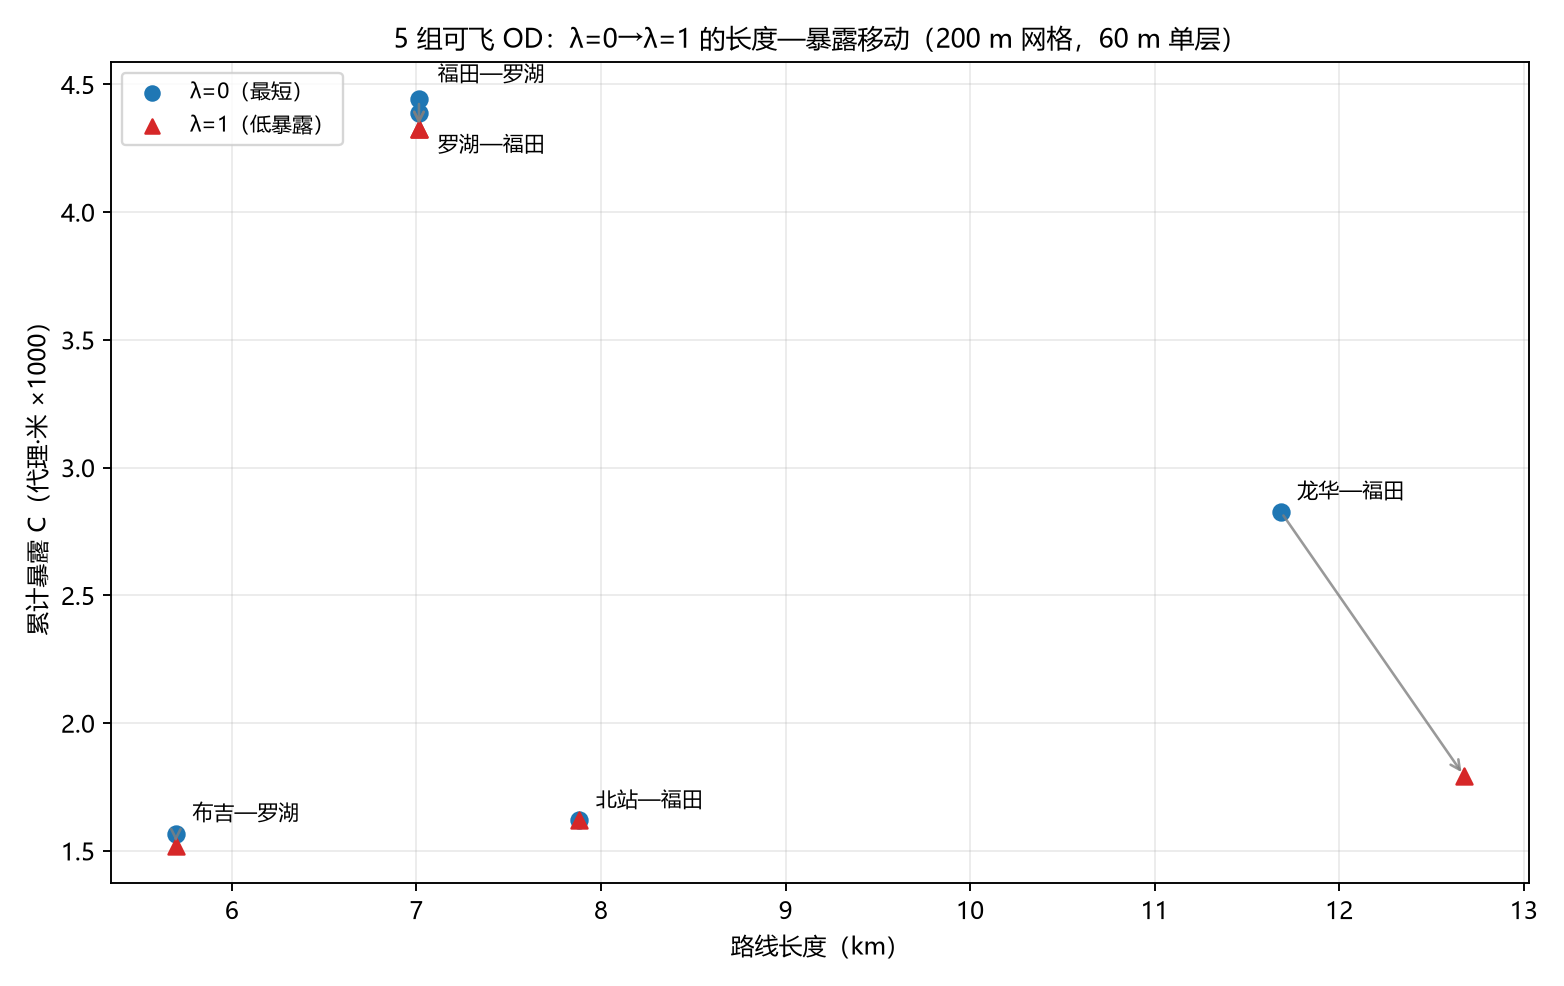 5 组可飞 OD：λ=0→λ=1 的长度—暴露移动（200 m 网格，60 m 单层）
λ=0（最短）
λ=1（低暴露）
福田—罗湖
罗湖—福田
龙华—福田
北站—福田
布吉—罗湖
累计暴露 C（代理·米 ×1000）
4.5
4.0
3.5
3.0
2.5
2.0
1.5
6 7 8 9 10 11 12 13
路线长度（km）